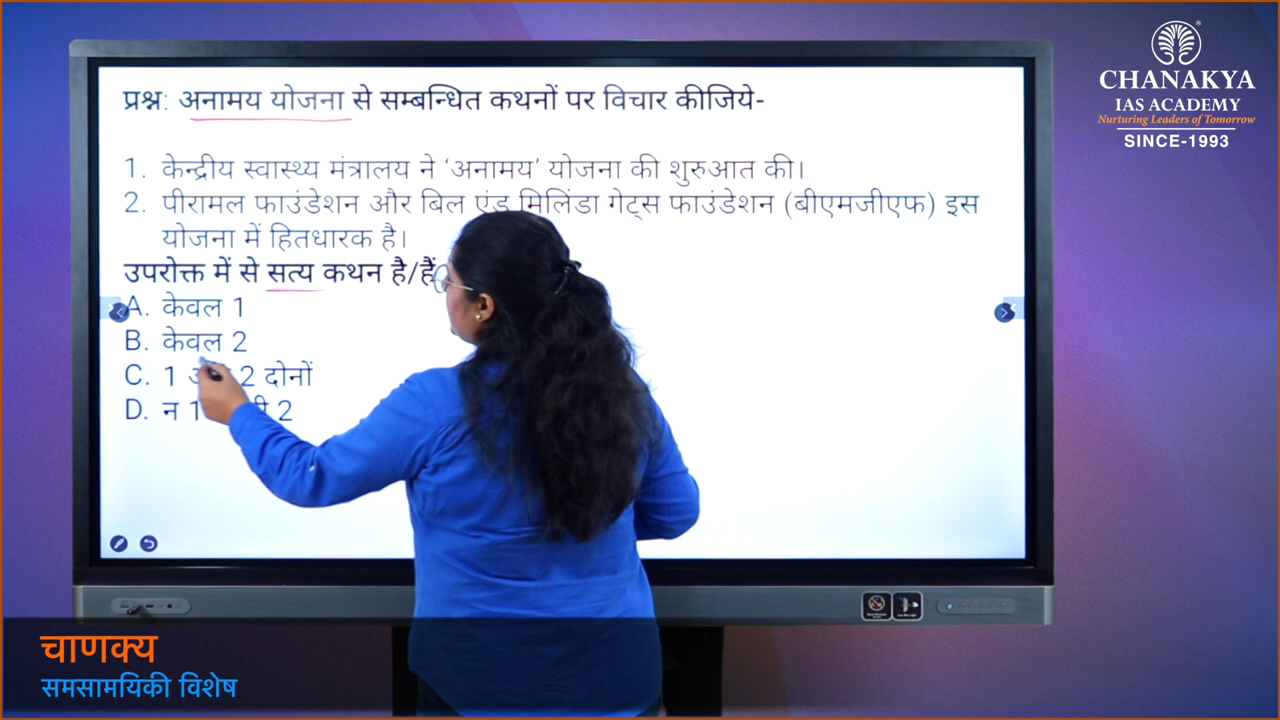 CHANAKYA
IAS ACADEMY
Nurturing Leaders of Tomorrow
SINCE-1993
प्रश्न: अनामय योजना से सम्बन्धित कथनों पर विचार कीजिये-
1. केन्द्रीय स्वास्थ्य मंत्रालय ने ‘अनामय’ योजना की शुरुआत की।
2. पीरामल फाउंडेशन और बिल एंड मिलिंडा गेट्स फाउंडेशन (बीएमजीएफ) इस
योजना में हितधारक है।
उपरोक्त में से सत्य कथन है/हैं
A. केवल 1
B. केवल 2
C. 1 2 दोनों
D. न 1 2
चाणक्य
समसामयिकी विशेष